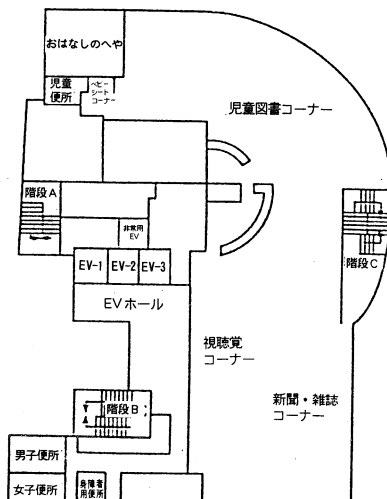 おはなしのへや
児童
便所
ベビー
シート
コーナー
児童図書コーナー
階段A
非常用
EV
EV-1
EV-2
EV-3
階段C
EVホール
視聴覚
コーナー
階段B
新聞・雑誌
コーナー
男子便所
女子便所
身障者
用便所